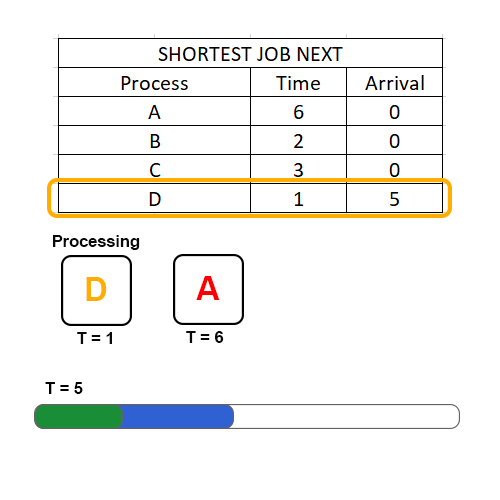 SHORTEST JOB NEXT
Process Time Arrival
A 6 0
B 2 0
C 3 0
D 1 5
Processing
D A
T = 1 T = 6
T = 5